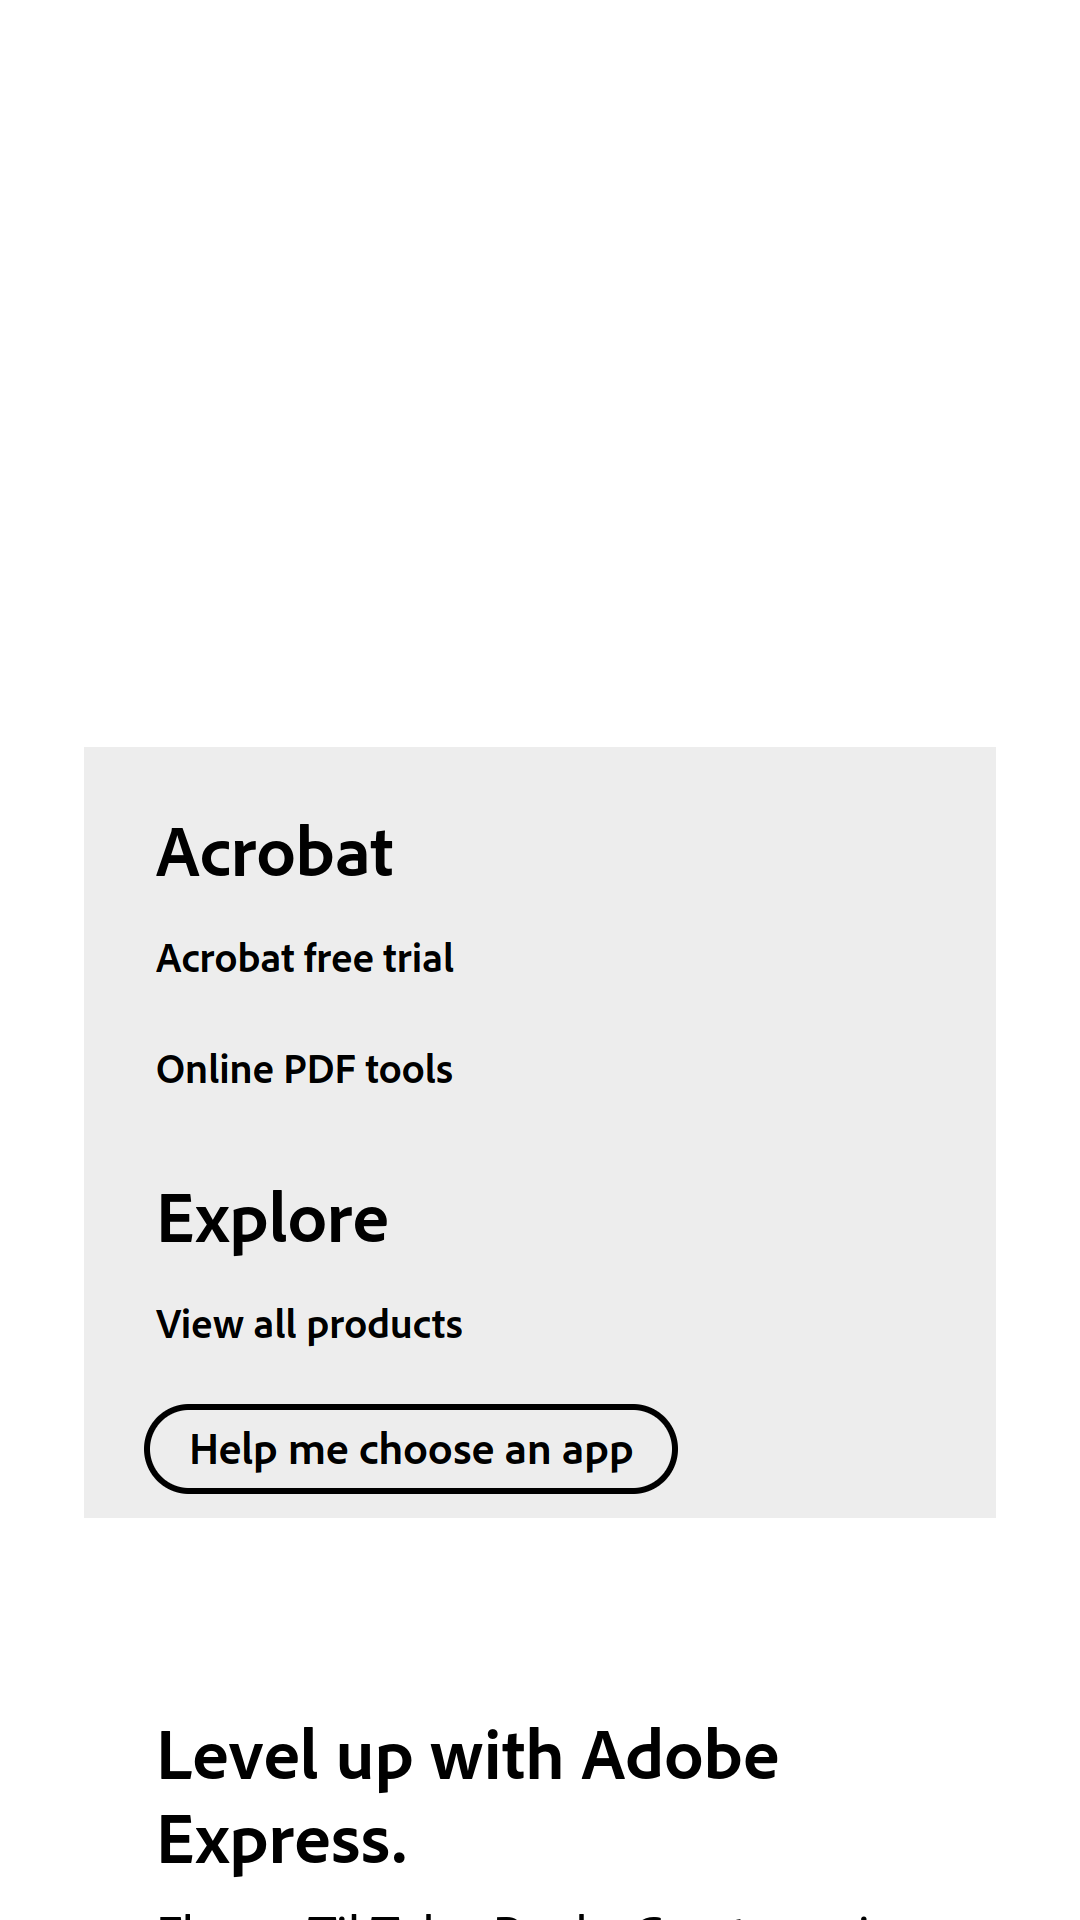 Acrobat
Acrobat free trial
Online PDF tools
Explore
View all products
Help me choose an app
Level up with Adobe
Express.